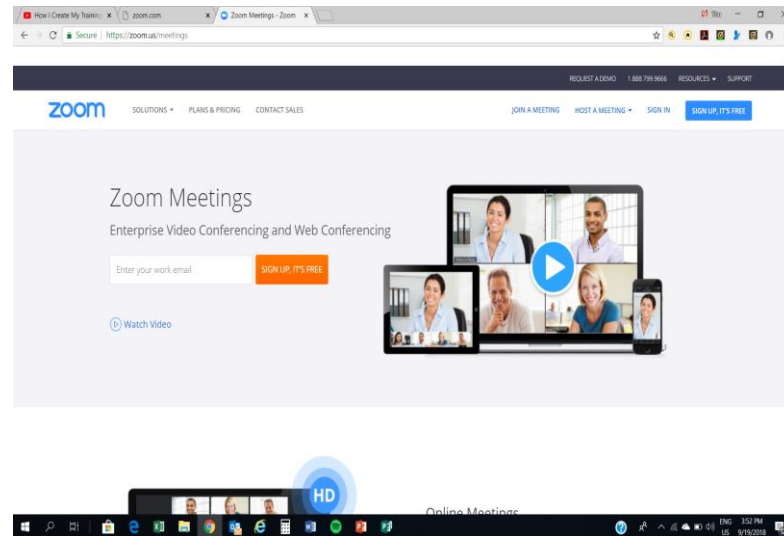 How I Create My Training
zoom.com
Zoom Meetings - Zoom
Secure
https://zoom.us/meetings
REQUEST A DEMO 1.888.799.9666 RESOURCES SUPPORT
zoom
SOLUTIONS PLANS & PRICING CONTACT SALES
JOIN A MEETING HOST A MEETING SIGN IN SIGN UP, IT'S FREE
Zoom Meetings
Enterprise Video Conferencing and Web Conferencing
Enter your work email
SIGN UP, IT'S FREE
Watch Video
HD
Online Meetings
ENG 3:52 PM
US 9/19/2018